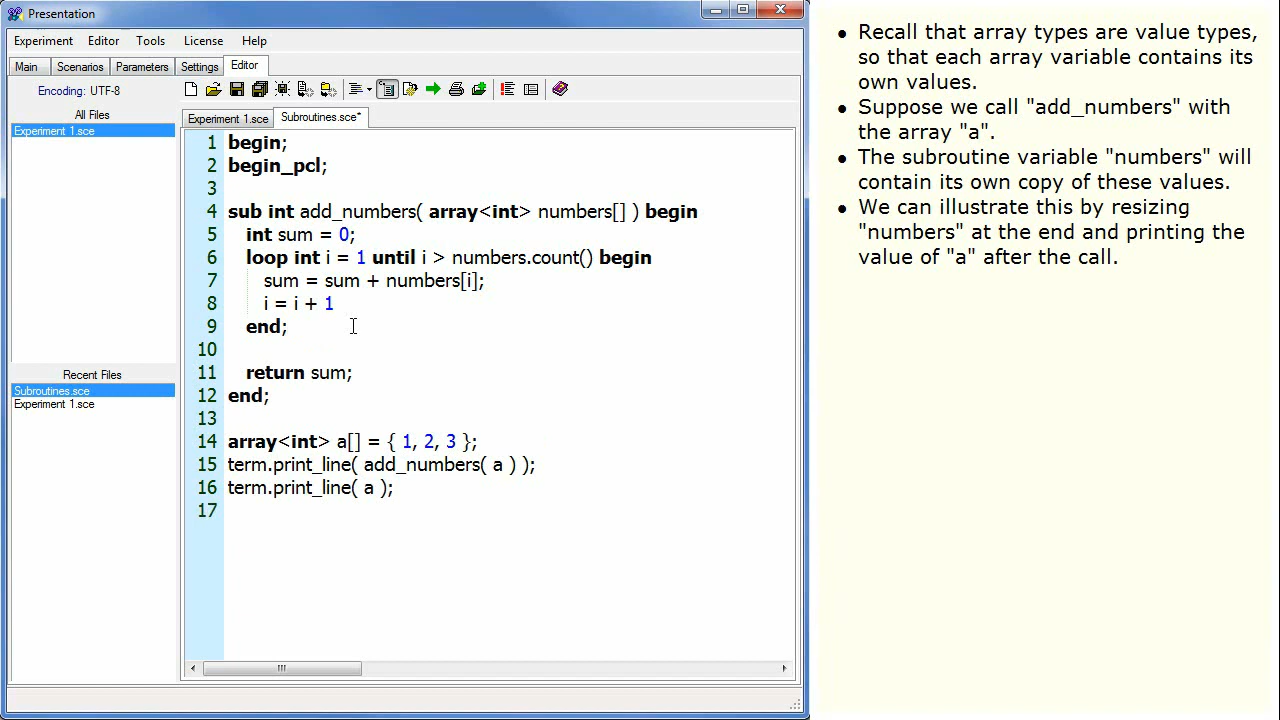 Presentation
Experiment Editor Tools License Help
Main Scenarios Parameters Settings Editor
Encoding: UTF-8
All Files
Experiment 1.sce
Recent Files
Subroutines.sce
Experiment 1.sce
Experiment 1.sce Subroutines.sce*
1 begin;
2 begin_pcl;
3
4 sub int add_numbers( array<int> numbers[] ) begin
5 int sum = 0;
6 loop int i = 1 until i > numbers.count() begin
7 sum = sum + numbers[i];
8 i = i + 1
9 end;
10
11 return sum;
12 end;
13
14 array<int> a[] = { 1, 2, 3 };
15 term.print_line( add_numbers( a ) );
16 term.print_line( a );
17
• Recall that array types are value types,
so that each array variable contains its
own values.
• Suppose we call "add_numbers" with
the array "a".
• The subroutine variable "numbers" will
contain its own copy of these values.
• We can illustrate this by resizing
"numbers" at the end and printing the
value of "a" after the call.